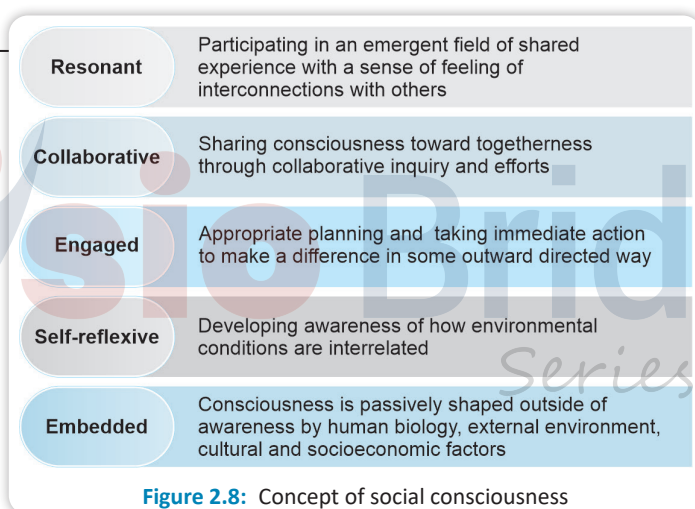 Resonant
Participating in an emergent field of shared
experience with a sense of feeling of
interconnections with others
Collaborative
Sharing consciousness toward togetherness
through collaborative inquiry and efforts
Engaged
Appropriate planning and taking immediate action
to make a difference in some outward directed way
Self-reflexive
Developing awareness of how environmental
conditions are interrelated
Embedded
Consciousness is passively shaped outside of
awareness by human biology, external environment,
cultural and socioeconomic factors
Figure 2.8: Concept of social consciousness
sio Brid
Series